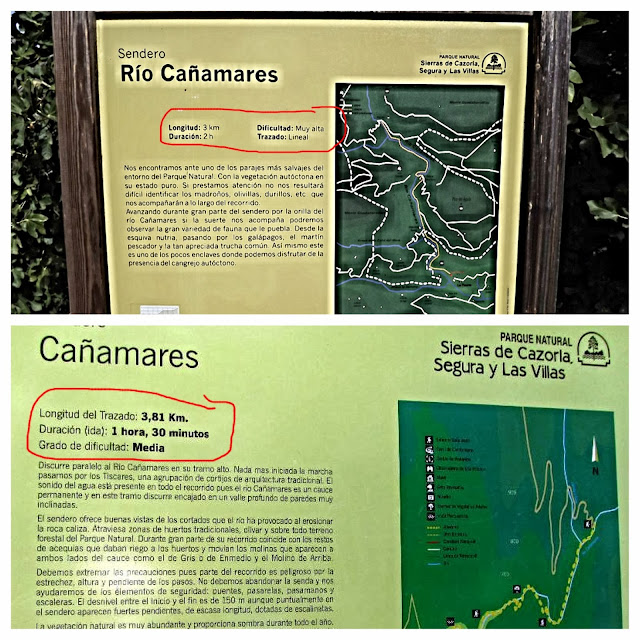 Sendero
Río Cañamares
PARQUE NATURAL
Sierras de Cazorla,
Segura y Las Villas
Longitud: 3 km
Duración: 2 h
Dificultad: Muy alta
Trazado: Lineal
Nos encontramos ante uno de los parajes más salvajes del
entorno del Parque Natural. Con la vegetación autóctona en
su estado puro. Si prestamos atención no nos resultará
difícil identificar los madroños, olivillas, durillos, etc. que
nos acompañarán a lo largo del recorrido.
Avanzando durante gran parte del sendero por la orilla del
río Cañamares si la suerte nos acompaña podremos
observar la gran variedad de fauna que le puebla. Desde la
esquiva nutria, pasando por los galápagos, el martín
pescador y la tan apreciada trucha común. Así mismo este
es uno de los pocos enclaves donde podremos disfrutar de la
presencia del cangrejo autóctono.
Cañamares
PARQUE NATURAL
Sierras de Cazorla,
Segura y Las Villas
Longitud del Trazado: 3,81 Km.
Duración (ida): 1 hora, 30 minutos
Grado de dificultad: Media
Discurre paralelo al Río Cañamares en su tramo alto. Nada mas iniciada la marcha
pasamos por los Tiscares, una agrupación de cortijos de arquitectura tradicional. El
sonido del agua está presente en todo el recorrido pues el río Cañamares es un cauce
permanente y en este tramo discurre encajado en un valle profundo de paredes muy
inclinadas.
El sendero ofrece buenas vistas de los cortados que el río ha provocado al erosionar
la roca caliza. Atraviesa zonas de huertos tradicionales, olivar y sobre todo terreno
forestal del Parque Natural. Durante gran parte de su recorrido coincide con los restos
de acequias que daban riego a los huertos y movían los molinos que aparecen a
ambos lados del cauce como el de Gris ó de Enmedio y el Molino de Arriba.
Debemos extremar las precauciones pues parte del recorrido es peligroso por la
estrechez, altura y pendiente de los pasos. No debemos abandonar la senda y nos
ayudaremos de los elementos de seguridad: puentes, pasarelas, pasamanos y
escaleras. El desnivel entre el inicio y el fin es de 150 m aunque puntualmente en
el sendero aparecen fuertes pendientes, de escasa longitud, dotadas de escalinatas.
La vegetación natural es muy abundante y proporciona sombra durante todo el año.
N